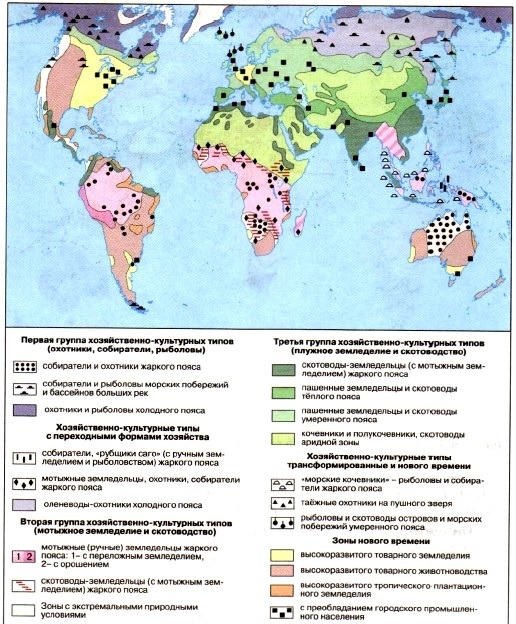 Первая группа хозяйственно-культурных типов
(охотники, собиратели, рыболовы)
собиратели и охотники жаркого пояса
собиратели и рыболовы морских побережий
и бассейнов больших рек
охотники и рыболовы холодного пояса
Хозяйственно-культурные типы
с переходными формами хозяйства
собиратели, «рубщики саго» (с ручным зем-
леделием и рыболовством) жаркого пояса
мотыжные земледельцы, охотники, собиратели
жаркого пояса
оленеводы-охотники холодного пояса
Вторая группа хозяйственно-культурных типов
(мотыжное земледелие и скотоводство)
1 2
мотыжные (ручные) земледельцы жаркого
пояса: 1– с переложным земледелием,
2– с орошением
скотоводы-земледельцы (с мотыжным зем-
леделием) жаркого пояса
Зоны с экстремальными природными
условиями
Третья группа хозяйственно-культурных типов
(плужное земледелие и скотоводство)
скотоводы-земледельцы (с мотыжным зем-
леделием) жаркого пояса
пашенные земледельцы и скотоводы
тёплого пояса
пашенные земледельцы и скотоводы
умеренного пояса
кочевники и полукочевники, скотоводы
аридной зоны
Хозяйственно-культурные типы
трансформированные и нового времени
«морские кочевники» – рыболовы и собира-
тели жаркого пояса
таёжные охотники на пушного зверя
рыболовы и скотоводы островов и морских
побережий умеренного пояса
Зоны нового времени
высокоразвитого товарного земледелия
высокоразвитого товарного животноводства
высокоразвитого тропического плантацион-
ного земледелия
с преобладанием городского промышлен-
ного населения